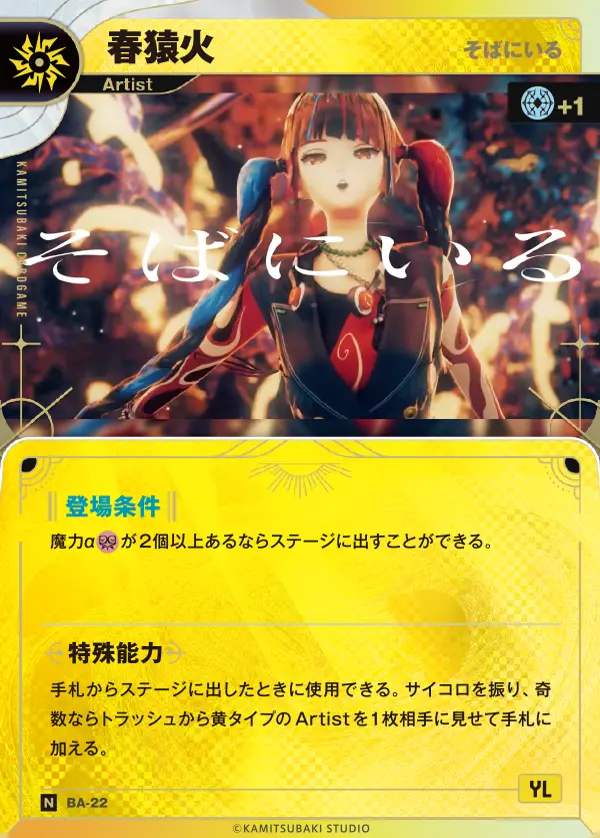 春猿火
そばにいる
Artist
+1
KAMITSUBAKI CARDGAME
そばにいる
登場条件
魔力αが2個以上あるならステージに出すことができる。
特殊能力
手札からステージに出したときに使用できる。サイコロを振り、奇
数ならトラッシュから黄タイプのArtistを1枚相手に見せて手札に
加える。
YL
N BA-22
©KAMITSUBAKI STUDIO